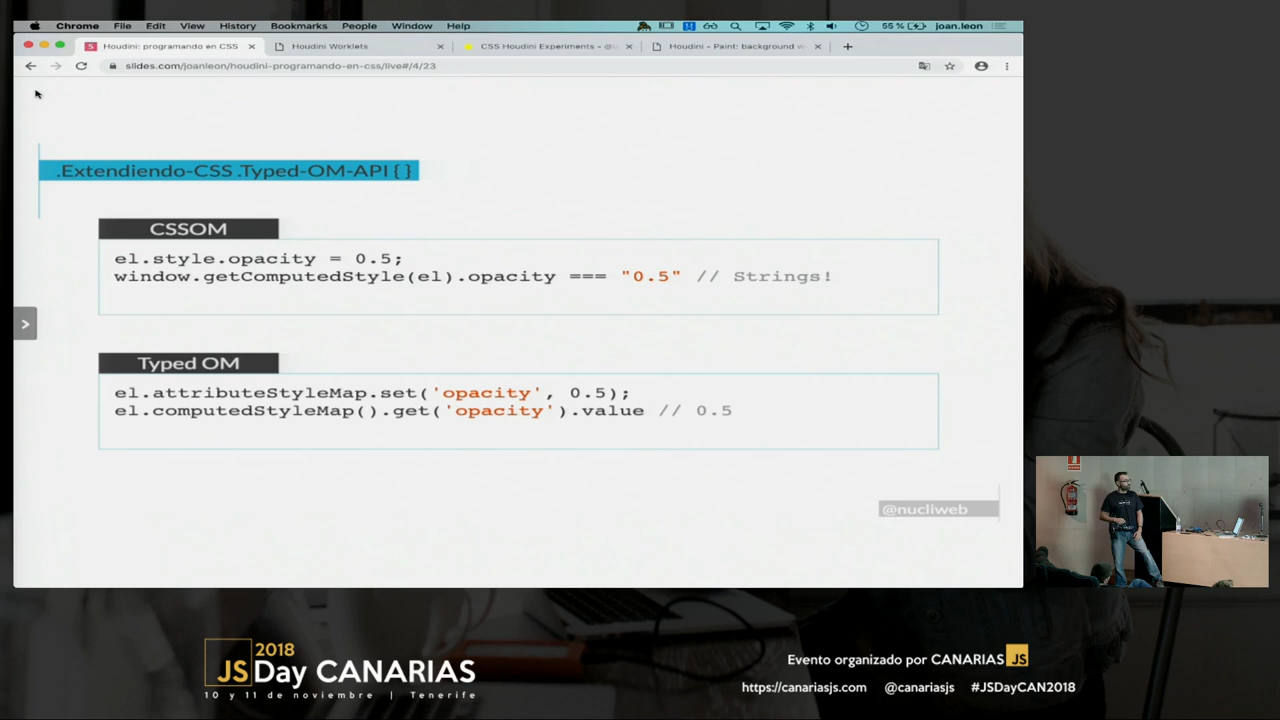 Chrome File Edit View History Bookmarks People Window Help 55 % joan.leon
Houdini: programando en CSS Houdini Worklets CSS Houdini Experiments - @ Houdini - Paint: background w
slides.com/joanleon/houdini-programando-en-css/live#/4/23
.Extendiendo-CSS .Typed-OM-API { }
CSSOM
el.style.opacity = 0.5;
window.getComputedStyle(el).opacity === "0.5" // Strings!
Typed OM
el.attributeStyleMap.set('opacity', 0.5);
el.computedStyleMap().get('opacity').value // 0.5
@nucliweb
2018
JSDay CANARIAS
10 y 11 de noviembre | Tenerife
Evento organizado por CANARIAS JS
https://canariasjs.com @canariasjs #JSDayCAN2018